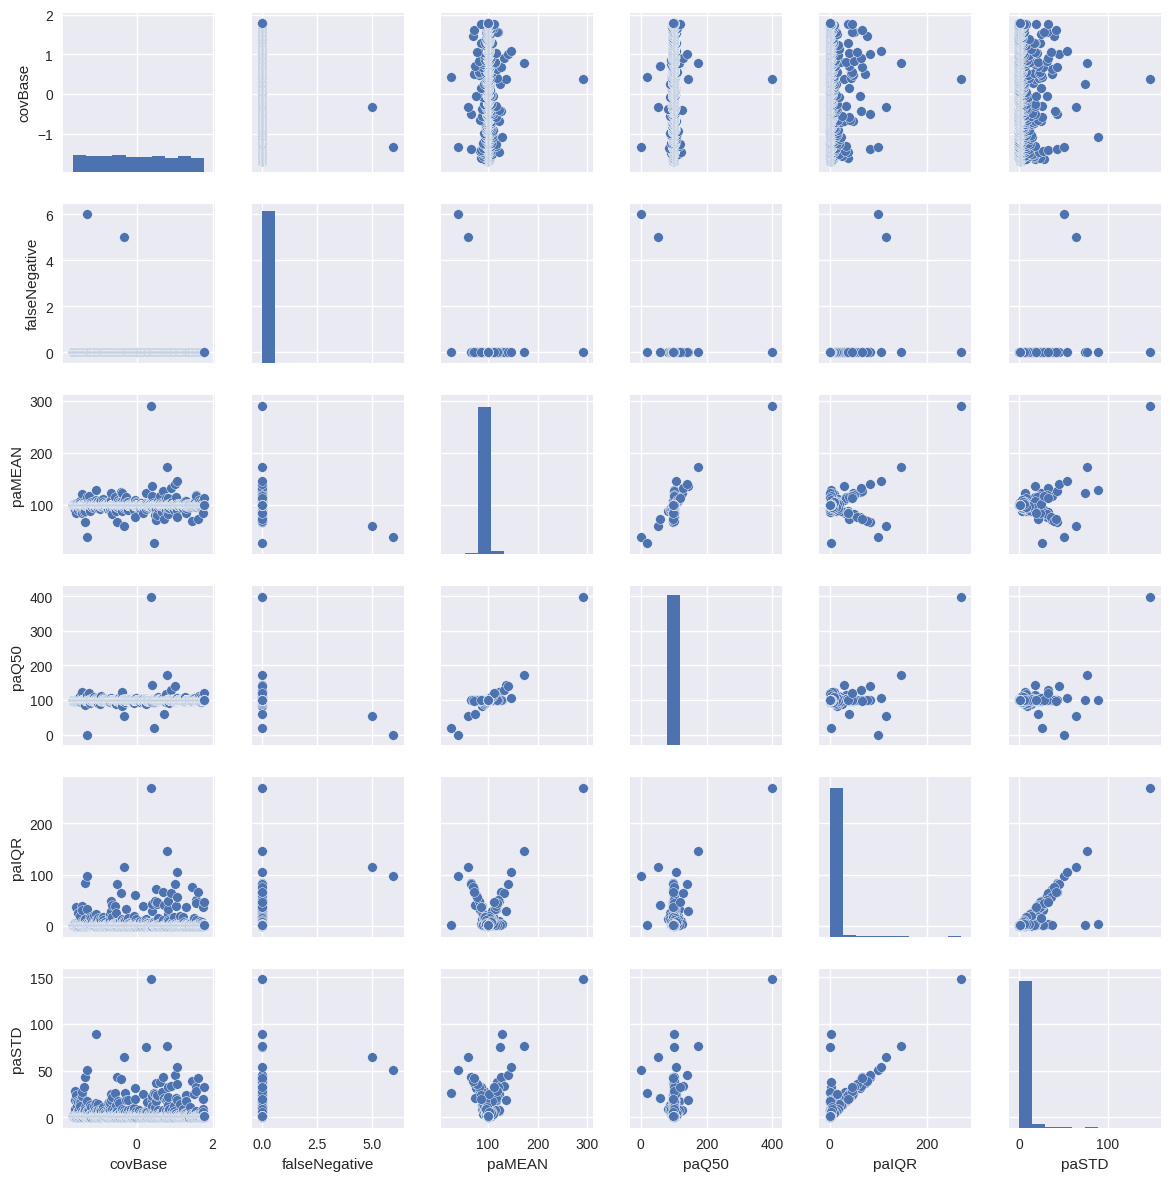 2
1
0
−1
covBase
6
4
2
0
falseNegative
300
200
100
paMEAN
400
300
200
100
0
paQ50
200
100
0
paIQR
150
100
50
0
paSTD
0 2
0.0 2.5 5.0
100 200 300
0 200 400
0 200
0 100
covBase falseNegative paMEAN paQ50 paIQR paSTD